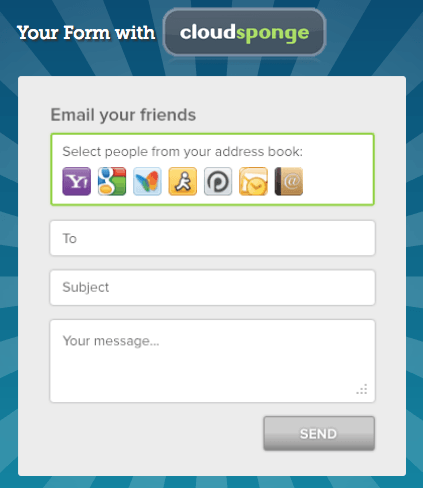 Your Form with cloudsponge
Email your friends
Select people from your address book:
Y!
g
@
To
Subject
Your message...
SEND